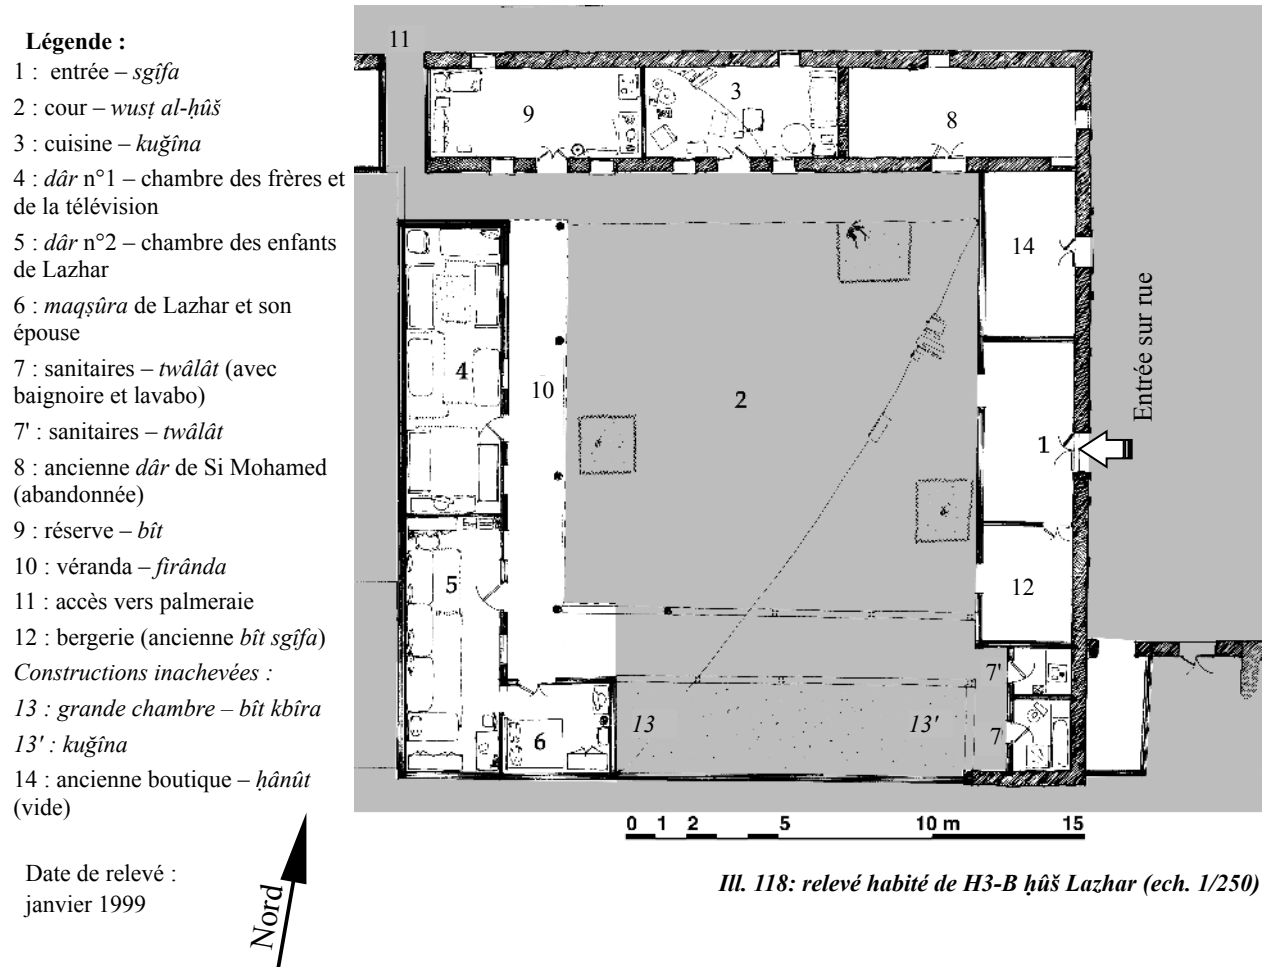 Légende :
1 : entrée – sgîfa
2 : cour – wusṭ al-ḥûš
3 : cuisine – kuǧîna
4 : dâr n°1 – chambre des frères et
de la télévision
5 : dâr n°2 – chambre des enfants
de Lazhar
6 : maqṣûra de Lazhar et son
épouse
7 : sanitaires – twâlât (avec
baignoire et lavabo)
7' : sanitaires – twâlât
8 : ancienne dâr de Si Mohamed
(abandonnée)
9 : réserve – bît
10 : véranda – firânda
11 : accès vers palmeraie
12 : bergerie (ancienne bît sgîfa)
Constructions inachevées :
13 : grande chambre – bît kbîra
13' : kuǧîna
14 : ancienne boutique – ḥânût
(vide)
Date de relevé :
janvier 1999
Nord
11
9
3
8
14
4
10
2
1
Entrée sur rue
5
12
7'
6
13
13'
7
0 1 2 5 10 m 15
Ill. 118: relevé habité de H3-B ḥûš Lazhar (ech. 1/250)